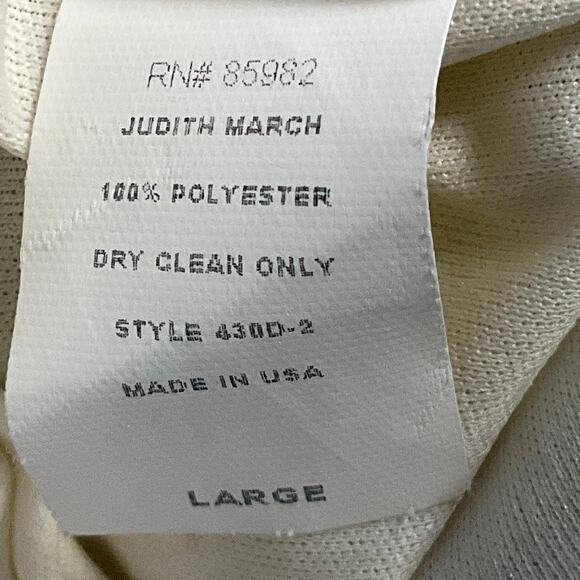 RN# 85982
JUDITH MARCH
100% POLYESTER
DRY CLEAN ONLY
STYLE 430D-2
MADE IN USA
LARGE